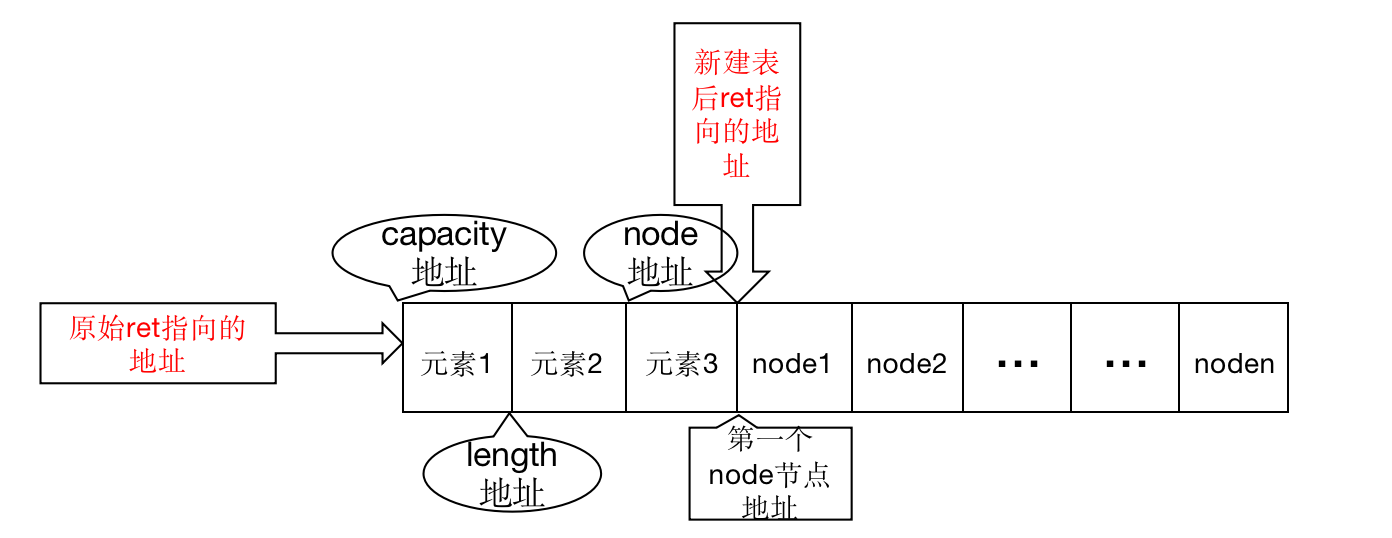 新建表
后ret指
向的地
址
capacity
地址
node
地址
原始ret指向的
地址
元素1
元素2
元素3
node1
node2
...
...
noden
length
地址
第一个
node节点
地址